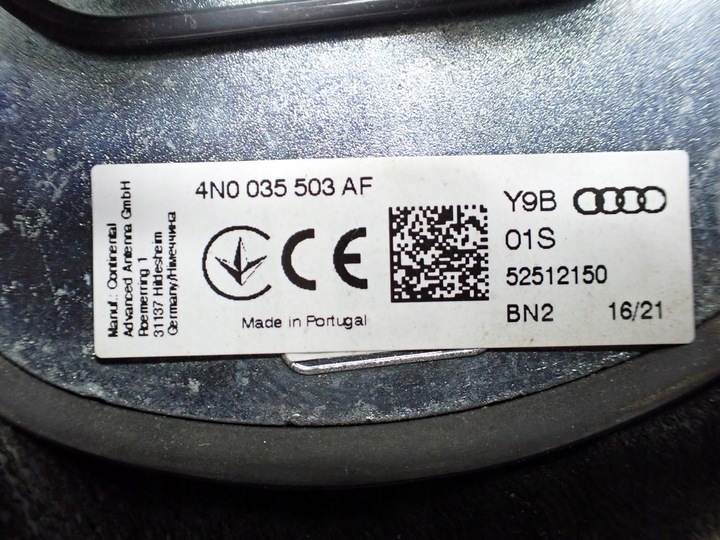 Manuf.: Continental
Advanced Antenna GmbH
Roemerring 1
31137 Hildesheim
Germany/Німеччина
4N0 035 503 AF
CE
Made in Portugal
Y9B
01S
52512150
BN2 16/21